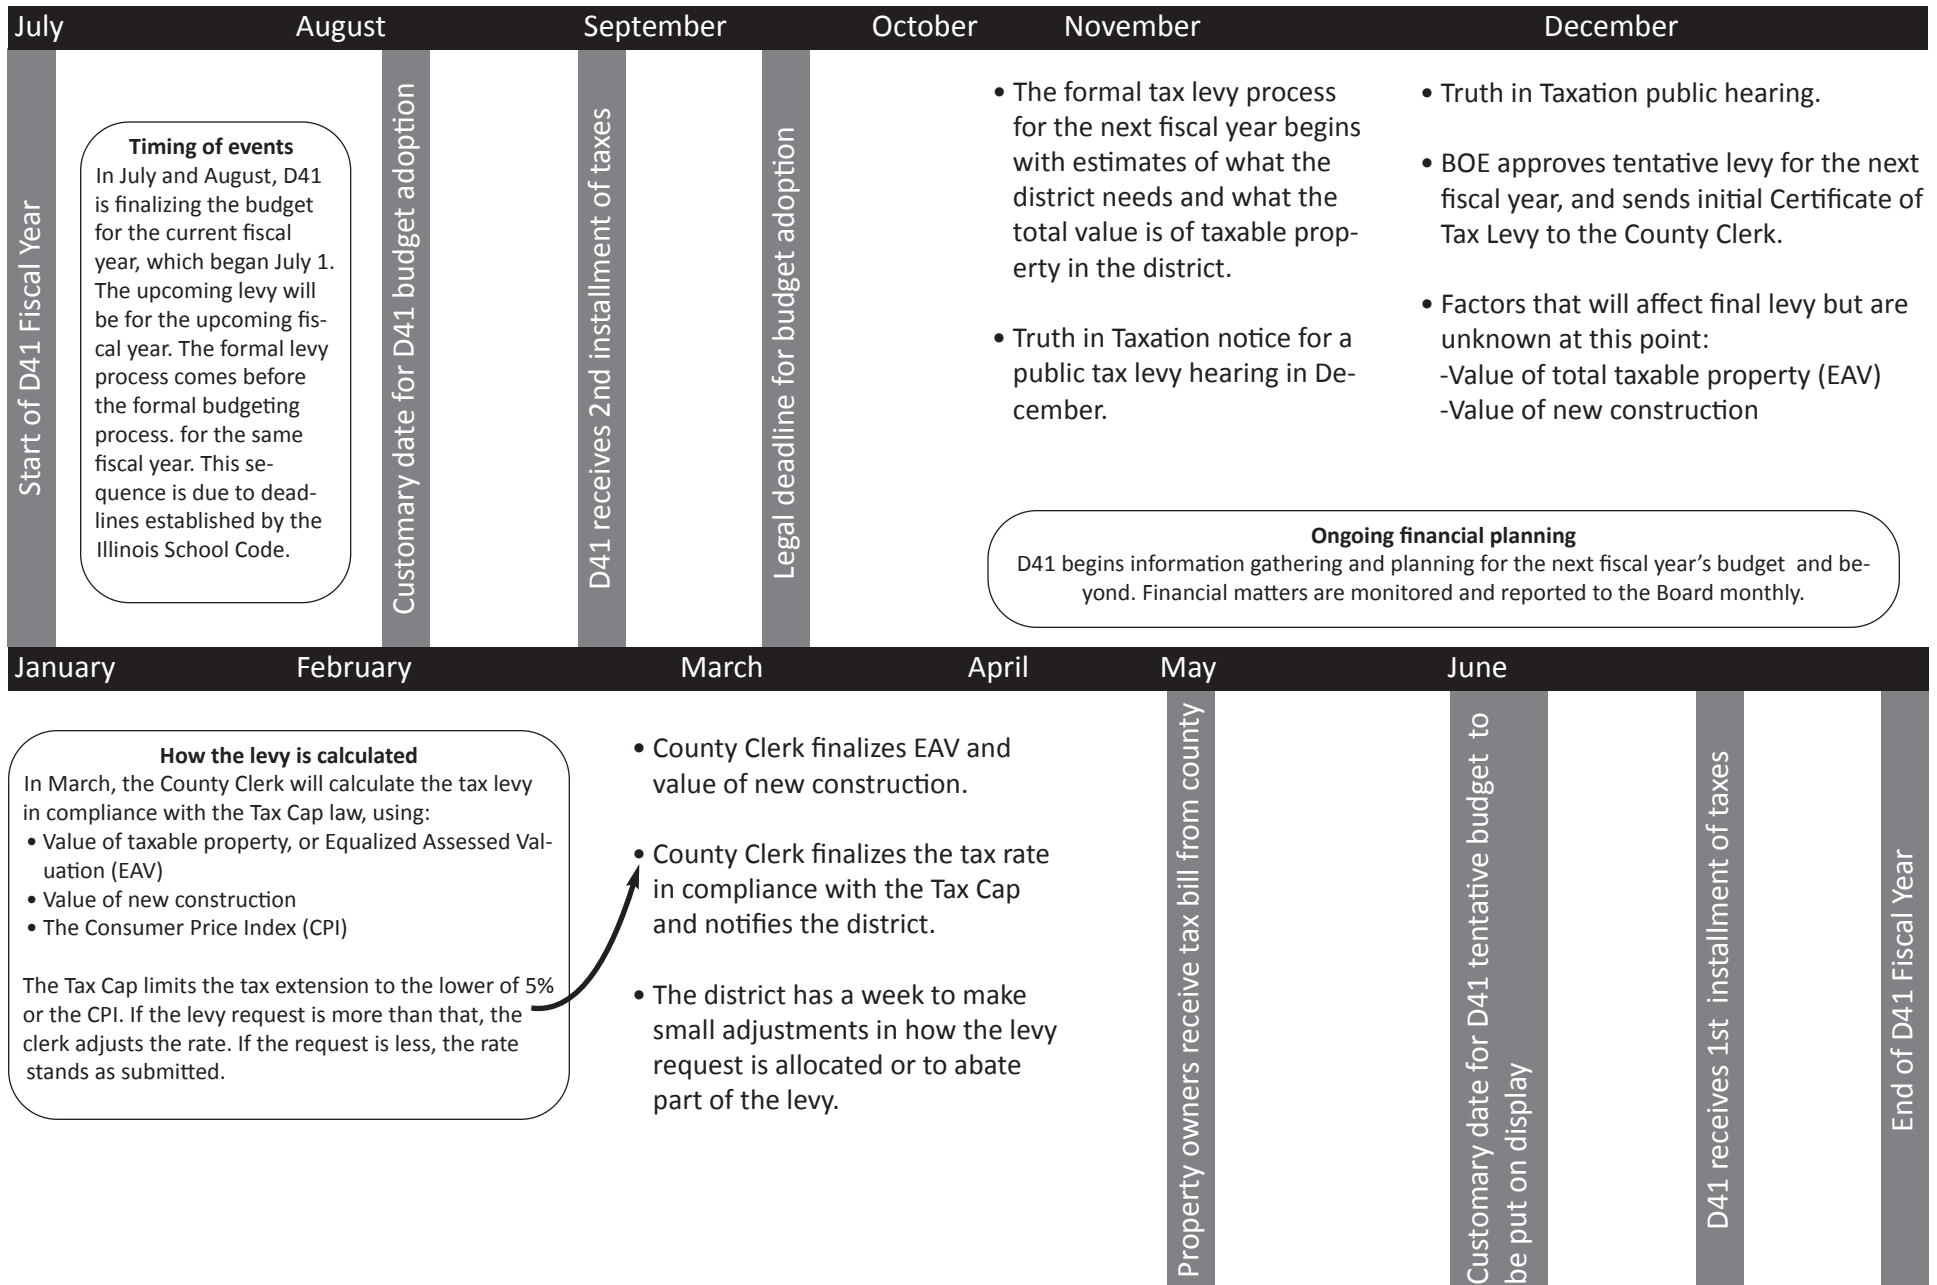 July August September October November December
Start of D41 Fiscal Year
Timing of events
In July and August, D41
is finalizing the budget
for the current fiscal
year, which began July 1.
The upcoming levy will
be for the upcoming fis-
cal year. The formal levy
process comes before
the formal budgeting
process. for the same
fiscal year. This se-
quence is due to dead-
lines established by the
Illinois School Code.
Customary date for D41 budget adoption
D41 receives 2nd installment of taxes
Legal deadline for budget adoption
• The formal tax levy process
for the next fiscal year begins
with estimates of what the
district needs and what the
total value is of taxable prop-
erty in the district.
• Truth in Taxation notice for a
public tax levy hearing in De-
cember.
• Truth in Taxation public hearing.
• BOE approves tentative levy for the next
fiscal year, and sends initial Certificate of
Tax Levy to the County Clerk.
• Factors that will affect final levy but are
unknown at this point:
-Value of total taxable property (EAV)
-Value of new construction
Ongoing financial planning
D41 begins information gathering and planning for the next fiscal year’s budget and be-
yond. Financial matters are monitored and reported to the Board monthly.
January February March April May June
How the levy is calculated
In March, the County Clerk will calculate the tax levy
in compliance with the Tax Cap law, using:
• Value of taxable property, or Equalized Assessed Val-
uation (EAV)
• Value of new construction
• The Consumer Price Index (CPI)
The Tax Cap limits the tax extension to the lower of 5%
or the CPI. If the levy request is more than that, the
clerk adjusts the rate. If the request is less, the rate
stands as submitted.
• County Clerk finalizes EAV and
value of new construction.
• County Clerk finalizes the tax rate
in compliance with the Tax Cap
and notifies the district.
• The district has a week to make
small adjustments in how the levy
request is allocated or to abate
part of the levy.
Property owners receive tax bill from county
Customary date for D41 tentative budget to
be put on display
D41 receives 1st installment of taxes
End of D41 Fiscal Year